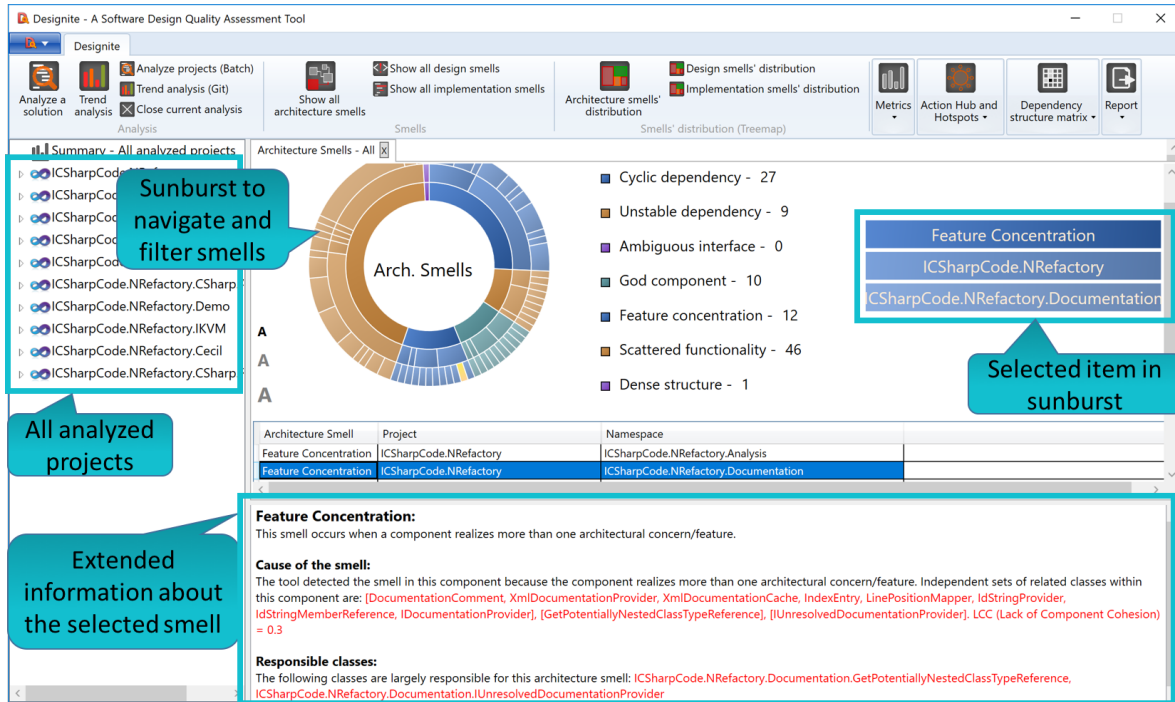 Designite - A Software Design Quality Assessment Tool
Designite
Analyze a solution
Trend analysis
Analyze projects (Batch)
Trend analysis (Git)
Close current analysis
Analysis
Show all architecture smells
Show all design smells
Show all implementation smells
Smells
Architecture smells' distribution
Design smells' distribution
Implementation smells' distribution
Smells' distribution (Treemap)
Metrics
Action Hub and Hotspots
Dependency structure matrix
Report
Summary - All analyzed projects
ICSharpCode.NRefactory.CSharp
ICSharpCode.NRefactory.Demo
ICSharpCode.NRefactory.IKVM
ICSharpCode.NRefactory.Cecil
ICSharpCode.NRefactory.CSharp
All analyzed
projects
Architecture Smells - All X
Sunburst to
navigate and
filter smells
Arch. Smells
A
A
A
Cyclic dependency - 27
Unstable dependency - 9
Ambiguous interface - 0
God component - 10
Feature concentration - 12
Scattered functionality - 46
Dense structure - 1
Feature Concentration
ICSharpCode.NRefactory
ICSharpCode.NRefactory.Documentation
Selected item in
sunburst
Architecture Smell Project Namespace
Feature Concentration ICSharpCode.NRefactory ICSharpCode.NRefactory.Analysis
Feature Concentration ICSharpCode.NRefactory ICSharpCode.NRefactory.Documentation
Extended
information about
the selected smell
Feature Concentration:
This smell occurs when a component realizes more than one architectural concern/feature.
Cause of the smell:
The tool detected the smell in this component because the component realizes more than one architectural concern/feature. Independent sets of related classes within
this component are: [DocumentationComment, XmlDocumentationProvider, XmlDocumentationCache, IndexEntry, LinePositionMapper, IdStringProvider,
IdStringMemberReference, IDocumentationProvider], [GetPotentiallyNestedClassTypeReference], [IUnresolvedDocumentationProvider]. LCC (Lack of Component Cohesion)
= 0.3
Responsible classes:
The following classes are largely responsible for this architecture smell: ICSharpCode.NRefactory.Documentation.GetPotentiallyNestedClassTypeReference,
ICSharpCode.NRefactory.Documentation.IUnresolvedDocumentationProvider